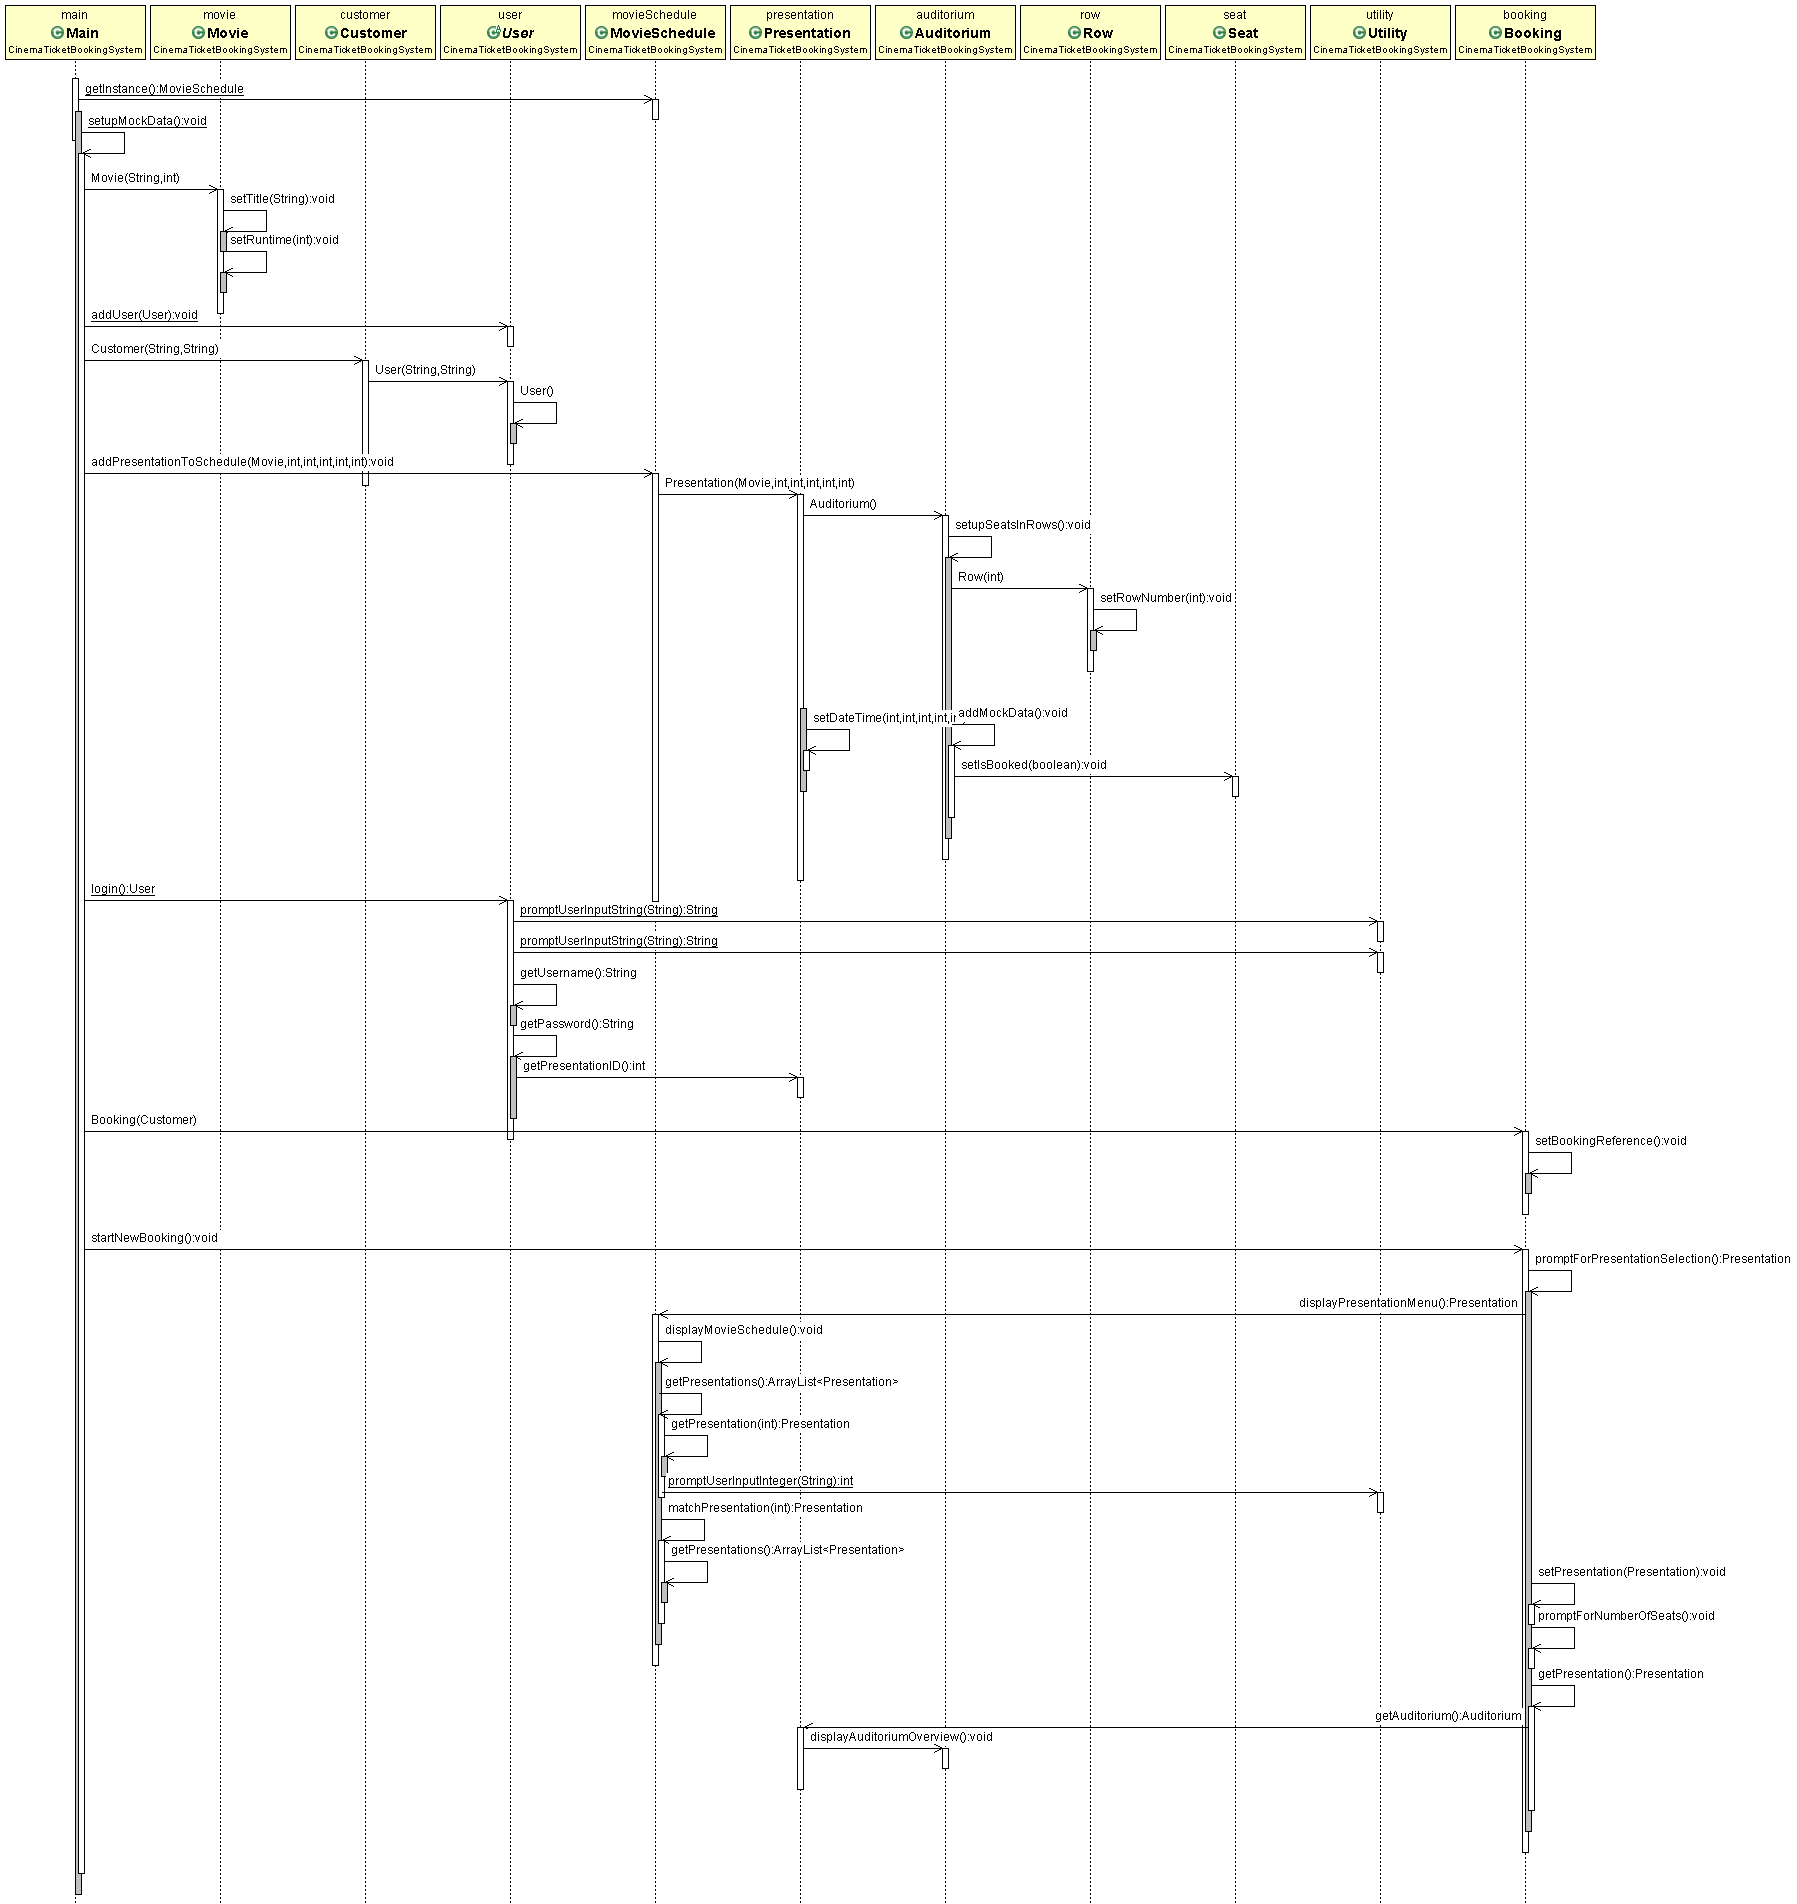 main movie customer user movieSchedule presentation auditorium row seat utility booking
Main Movie Customer User MovieSchedule Presentation Auditorium Row Seat Utility Booking
CinemaTicketBookingSystem CinemaTicketBookingSystem CinemaTicketBookingSystem CinemaTicketBookingSystem CinemaTicketBookingSystem CinemaTicketBookingSystem CinemaTicketBookingSystem CinemaTicketBookingSystem CinemaTicketBookingSystem CinemaTicketBookingSystem CinemaTicketBookingSystem
getInstance():MovieSchedule
setupMockData():void
Movie(String,int)
setTitle(String):void
setRuntime(int):void
addUser(User):void
Customer(String,String)
User(String,String)
User()
addPresentationToSchedule(Movie,int,int,int,int,int):void
Presentation(Movie,int,int,int,int,int)
Auditorium()
setupSeatsInRows():void
Row(int)
setRowNumber(int):void
setDateTime(int,int,int,int,in addMockData():void
setIsBooked(boolean):void
login():User
promptUserInputString(String):String
promptUserInputString(String):String
getUsername():String
getPassword():String
getPresentationID():int
Booking(Customer)
setBookingReference():void
startNewBooking():void
promptForPresentationSelection():Presentation
displayPresentationMenu():Presentation
displayMovieSchedule():void
getPresentations():ArrayList<Presentation>
getPresentation(int):Presentation
promptUserInputInteger(String):int
matchPresentation(int):Presentation
getPresentations():ArrayList<Presentation>
setPresentation(Presentation):void
promptForNumberOfSeats():void
getPresentation():Presentation
getAuditorium():Auditorium
displayAuditoriumOverview():void